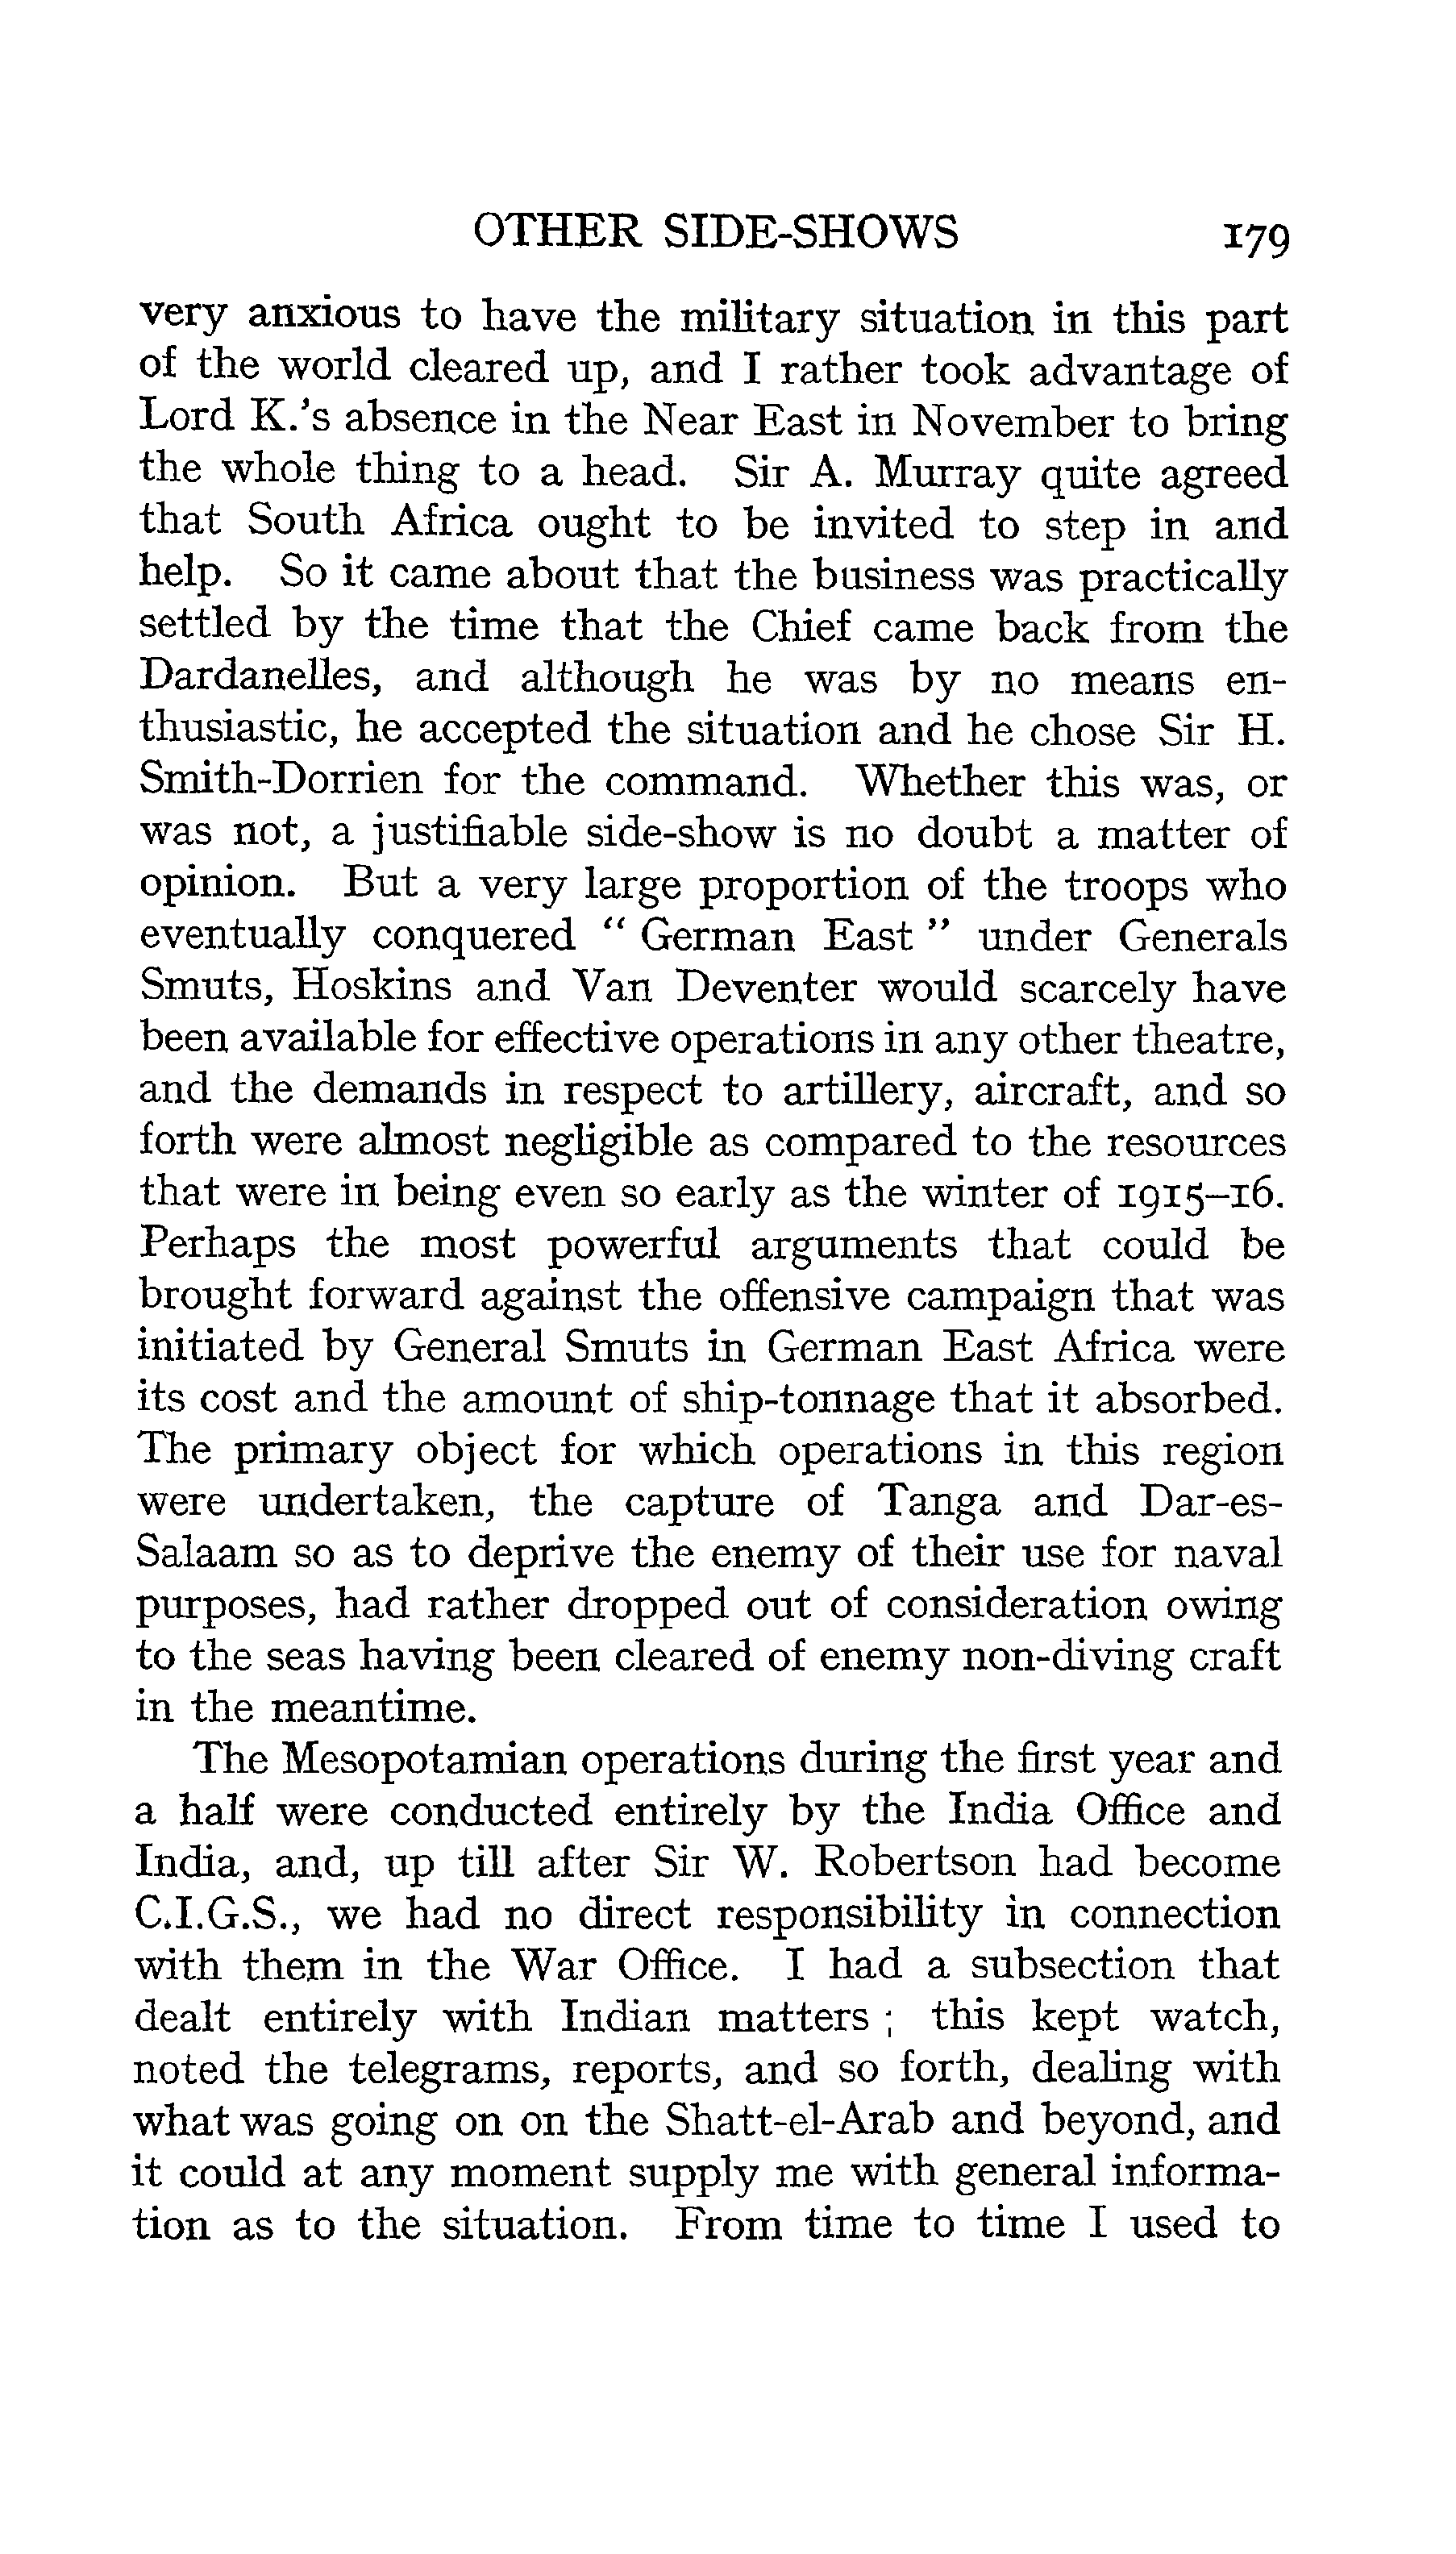 OTHER SIDE-SHOWS 179
very anxious to have the military situation in this part
of the world cleared up, and I rather took advantage of
Lord K.'s absence in the Near East in November to bring
the whole thing to a head. Sir A. Murray quite agreed
that South Africa ought to be invited to step in and
help. So it came about that the business was practically
settled by the time that the Chief came back from the
Dardanelles, and although he was by no means en-
thusiastic, he accepted the situation and he chose Sir H.
Smith-Dorrien for the command. Whether this was, or
was not, a justifiable side-show is no doubt a matter of
opinion. But a very large proportion of the troops who
eventually conquered " German East " under Generals
Smuts, Hoskins and Van Deventer would scarcely have
been available for effective operations in any other theatre,
and the demands in respect to artillery, aircraft, and so
forth were almost negligible as compared to the resources
that were in being even so early as the winter of 1915–16.
Perhaps the most powerful arguments that could be
brought forward against the offensive campaign that was
initiated by General Smuts in German East Africa were
its cost and the amount of ship-tonnage that it absorbed.
The primary object for which operations in this region
were undertaken, the capture of Tanga and Dar-es-
Salaam so as to deprive the enemy of their use for naval
purposes, had rather dropped out of consideration owing
to the seas having been cleared of enemy non-diving craft
in the meantime.
The Mesopotamian operations during the first year and
a half were conducted entirely by the India Office and
India, and, up till after Sir W. Robertson had become
C.I.G.S., we had no direct responsibility in connection
with them in the War Office. I had a subsection that
dealt entirely with Indian matters ; this kept watch,
noted the telegrams, reports, and so forth, dealing with
what was going on on the Shatt-el-Arab and beyond, and
it could at any moment supply me with general informa-
tion as to the situation. From time to time I used to